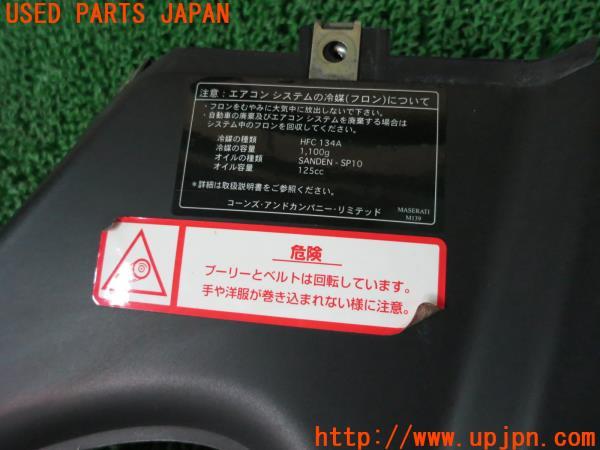 USED PARTS JAPAN
注意：エアコン システムの冷媒(フロン)について
・フロンをむやみに大気中に放出しないで下さい。
・自動車の廃棄及びエアコン システムを廃棄する場合は
システム中のフロンを回収してください。
冷媒の種類 HFC 134A
冷媒の容量 1,100g
オイルの種類 SANDEN - SP10
オイル容量 125cc
＊詳細は取扱説明書をご参照ください。
コーンズ・アンドカンパニー・リミテッド
MASERATI
M139
危険
プーリーとベルトは回転しています。
手や洋服が巻き込まれない様に注意。
http://www.upjpn.com/